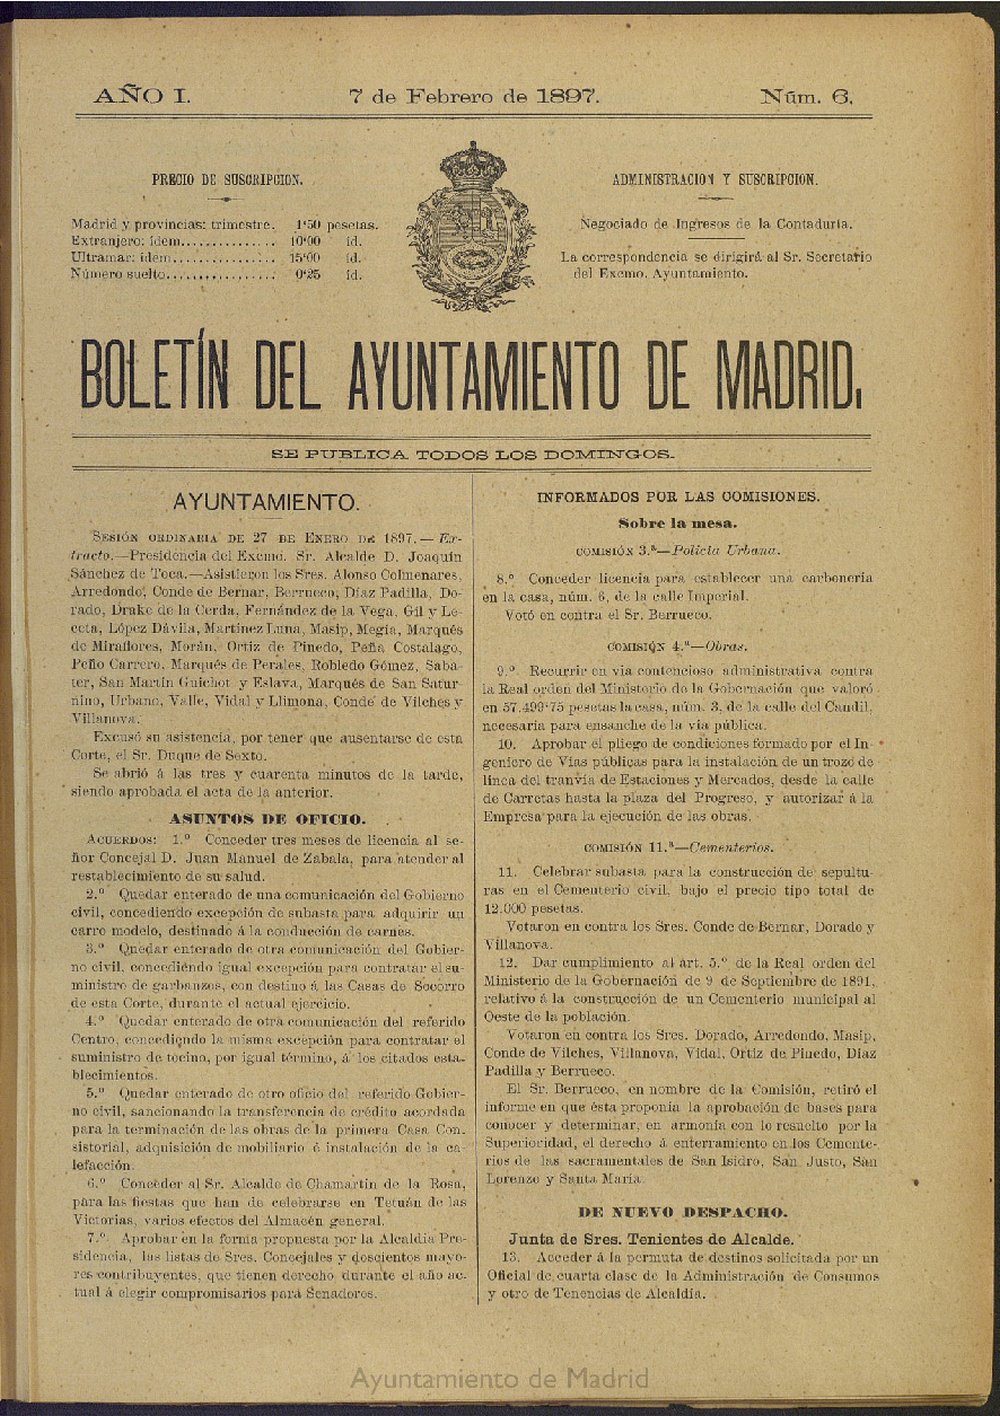 AÑO I.
7 de Febrero de 1897.
Núm. 6.
PRECIO DE SUSCRIPCION.
Madrid y provincias: trimestre. 1'50 pesetas.
Extranjero: ídem.............. 10'00 íd.
Ultramar: ídem............... 15'00 íd.
Número suelto................ 0'25 íd.
ADMINISTRACION Y SUSCRIPCION.
Negociado de Ingresos de la Contaduría.
La correspondencia se dirigirá al Sr. Secretario
del Excmo. Ayuntamiento.
BOLETÍN DEL AYUNTAMIENTO DE MADRID.
SE PUBLICA TODOS LOS DOMINGOS.
AYUNTAMIENTO.
SESIÓN ORDINARIA DE 27 DE ENERO DE 1897.—Ex-
tracto.—Presidencia del Excmo. Sr. Alcalde D. Joaquín
Sánchez de Toca.—Asistieron los Sres. Alonso Colmenares,
Arredondo, Conde de Bernar, Berrueco, Díaz Padilla, Do-
rado, Drake de la Cerda, Fernández de la Vega, Gil y Le-
ceta, López Dávila, Martínez Luna, Masip, Megía, Marqués
de Miraflores, Morán, Ortiz de Pinedo, Peña Costalago,
Peño Carrero, Marqués de Perales, Robledo Gómez, Saba-
ter, San Martín Guichot y Eslava, Marqués de San Satur-
nino, Urbano, Valle, Vidal y Llimona, Conde de Vilches y
Villanova.
Excusó su asistencia, por tener que ausentarse de esta
Corte, el Sr. Duque de Sexto.
Se abrió á las tres y cuarenta minutos de la tarde,
siendo aprobada el acta de la anterior.
ASUNTOS DE OFICIO.
ACUERDOS: 1.º Conceder tres meses de licencia al se-
ñor Concejal D. Juan Manuel de Zabala, para atender al
restablecimiento de su salud.
2.º Quedar enterado de una comunicación del Gobierno
civil, concediendo excepción de subasta para adquirir un
carro modelo, destinado á la conducción de carnes.
3.º Quedar enterado de otra comunicación del Gobier-
no civil, concediendo igual excepción para contratar el su-
ministro de garbanzos, con destino á las Casas de Socorro
de esta Corte, durante el actual ejercicio.
4.º Quedar enterado de otra comunicación del referido
Centro, concediendo la misma excepción para contratar el
suministro de tocino, por igual término, á los citados esta-
blecimientos.
5.º Quedar enterado de otro oficio del referido Gobier-
no civil, sancionando la transferencia de crédito acordada
para la terminación de las obras de la primera Casa Con-
sistorial, adquisición de mobiliario é instalación de la ca-
lefacción.
6.º Conceder al Sr. Alcalde de Chamartín de la Rosa,
para las fiestas que han de celebrarse en Tetuán de las
Victorias, varios efectos del Almacén general.
7.º Aprobar en la forma propuesta por la Alcaldía Pre-
sidencia, las listas de Sres. Concejales y doscientos mayo-
res contribuyentes, que tienen derecho durante el año ac-
tual á elegir compromisarios para Senadores.
INFORMADOS POR LAS COMISIONES.
Sobre la mesa.
COMISIÓN 3.ª—Policía Urbana.
8.º Conceder licencia para establecer una carbonería
en la casa, núm. 6, de la calle Imperial.
Votó en contra el Sr. Berrueco.
COMISIÓN 4.ª—Obras.
9.º Recurrir en vía contencioso administrativa contra
la Real orden del Ministerio de la Gobernación que valoró
en 57.499'75 pesetas la casa, núm. 3, de la calle del Candil,
necesaria para ensanche de la vía pública.
10. Aprobar el pliego de condiciones formado por el In-
geniero de Vías públicas para la instalación de un trozo de
línea del tranvía de Estaciones y Mercados, desde la calle
de Carretas hasta la plaza del Progreso, y autorizar á la
Empresa para la ejecución de las obras.
COMISIÓN 11.ª—Cementerios.
11. Celebrar subasta para la construcción de sepultu-
ras en el Cementerio civil, bajo el precio tipo total de
12.000 pesetas.
Votaron en contra los Sres. Conde de Bernar, Dorado y
Villanova.
12. Dar cumplimiento al art. 5.º de la Real orden del
Ministerio de la Gobernación de 9 de Septiembre de 1891,
relativo á la construcción de un Cementerio municipal al
Oeste de la población.
Votaron en contra los Sres. Dorado, Arredondo, Masip,
Conde de Vilches, Villanova, Vidal, Ortiz de Pinedo, Díaz
Padilla y Berrueco.
El Sr. Berrueco, en nombre de la Comisión, retiró el
informe en que ésta proponía la aprobación de bases para
conocer y determinar, en armonía con lo resuelto por la
Superioridad, el derecho á enterramiento en los Cemente-
rios de las sacramentales de San Isidro, San Justo, San
Lorenzo y Santa María.
DE NUEVO DESPACHO.
Junta de Sres. Tenientes de Alcalde.
13. Acceder á la permuta de destinos solicitada por un
Oficial de cuarta clase de la Administración de Consumos
y otro de Tenencias de Alcaldía.
Ayuntamiento de Madrid